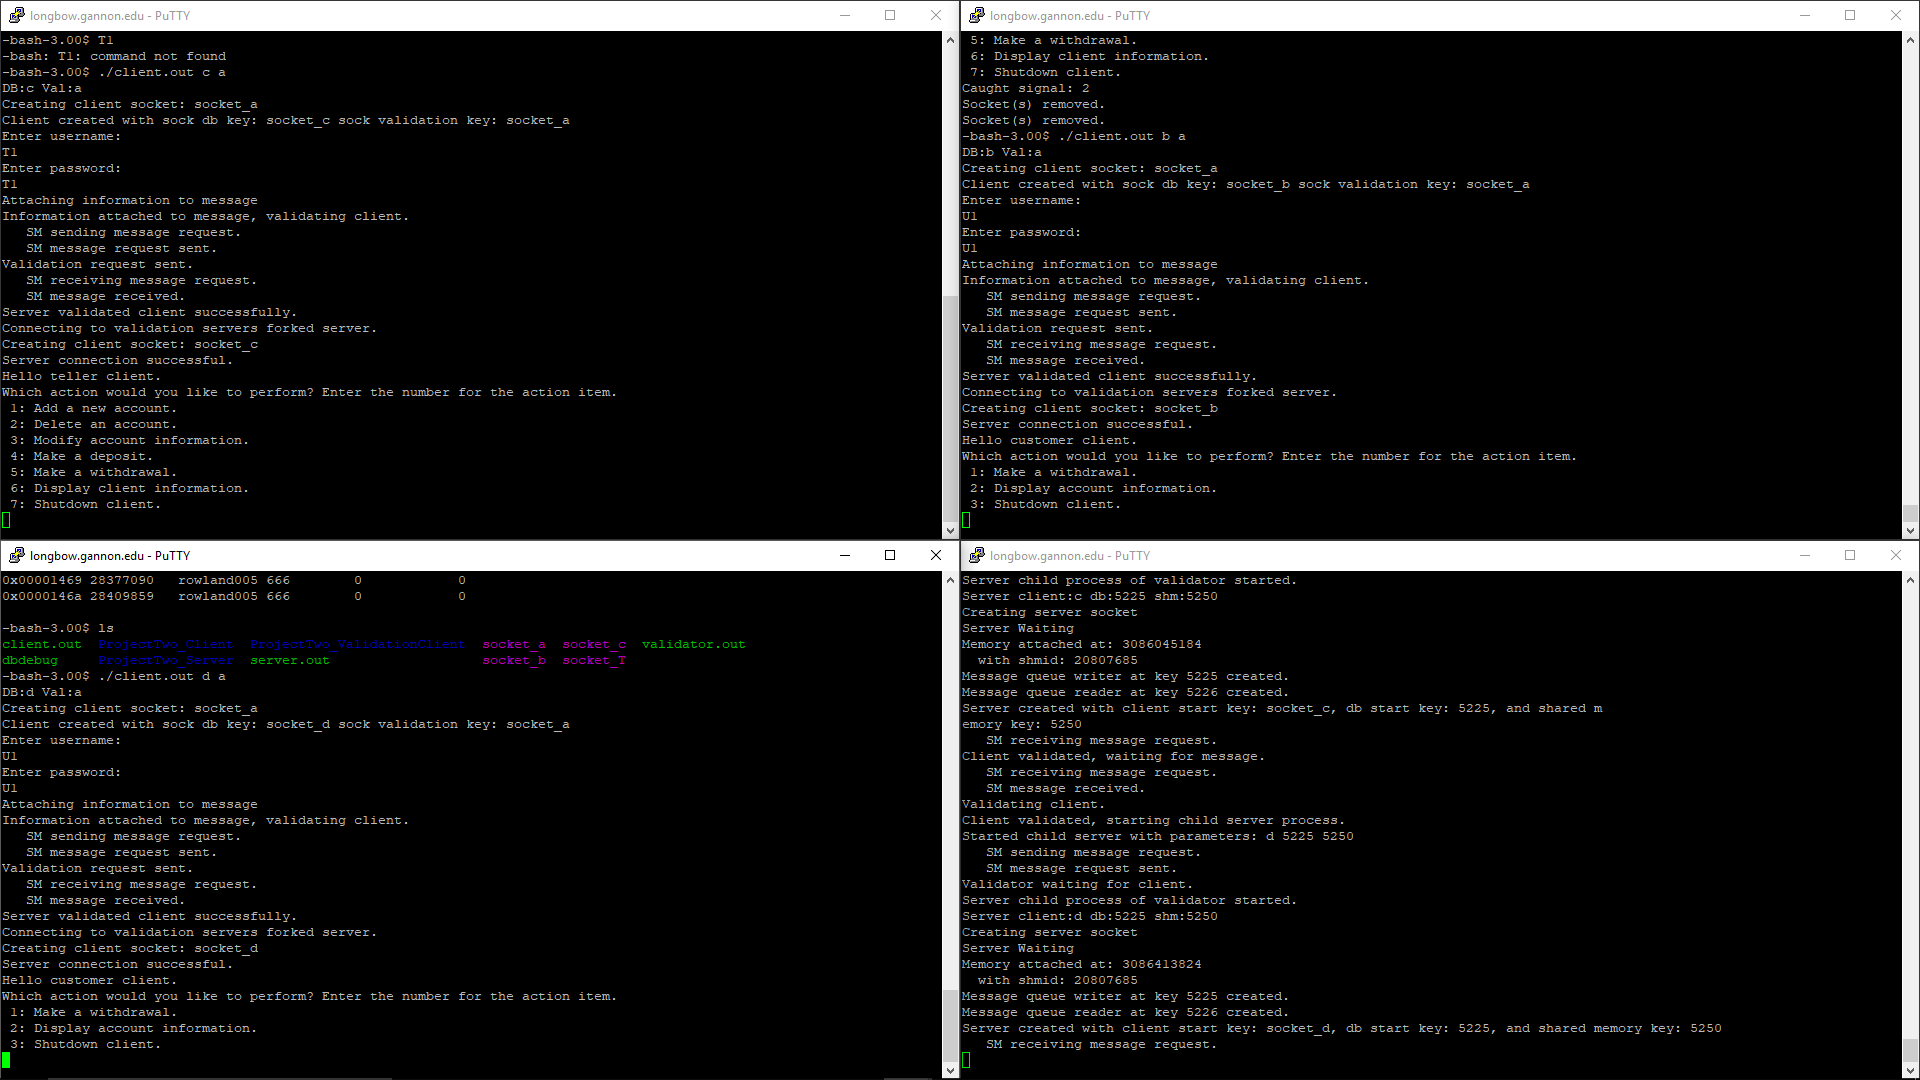 longbow.gannon.edu - PuTTY
-bash-3.00$ T1
-bash: T1: command not found
-bash-3.00$ ./client.out c a
DB:c Val:a
Creating client socket: socket_a
Client created with sock db key: socket_c sock validation key: socket_a
Enter username:
T1
Enter password:
T1
Attaching information to message
Information attached to message, validating client.
   SM sending message request.
   SM message request sent.
Validation request sent.
   SM receiving message request.
   SM message received.
Server validated client successfully.
Connecting to validation servers forked server.
Creating client socket: socket_c
Server connection successful.
Hello teller client.
Which action would you like to perform? Enter the number for the action item.
 1: Add a new account.
 2: Delete an account.
 3: Modify account information.
 4: Make a deposit.
 5: Make a withdrawal.
 6: Display client information.
 7: Shutdown client.
longbow.gannon.edu - PuTTY
 5: Make a withdrawal.
 6: Display client information.
 7: Shutdown client.
Caught signal: 2
Socket(s) removed.
Socket(s) removed.
-bash-3.00$ ./client.out b a
DB:b Val:a
Creating client socket: socket_a
Client created with sock db key: socket_b sock validation key: socket_a
Enter username:
U1
Enter password:
U1
Attaching information to message
Information attached to message, validating client.
   SM sending message request.
   SM message request sent.
Validation request sent.
   SM receiving message request.
   SM message received.
Server validated client successfully.
Connecting to validation servers forked server.
Creating client socket: socket_b
Server connection successful.
Hello customer client.
Which action would you like to perform? Enter the number for the action item.
 1: Make a withdrawal.
 2: Display account information.
 3: Shutdown client.
longbow.gannon.edu - PuTTY
0x00001469 28377090   rowland005 666        0            0
0x0000146a 28409859   rowland005 666        0            0
-bash-3.00$ ls
client.out  ProjectTwo_Client  ProjectTwo_ValidationClient  socket_a  socket_c  validator.out
dbdebug     ProjectTwo_Server  server.out                   socket_b  socket_T
-bash-3.00$ ./client.out d a
DB:d Val:a
Creating client socket: socket_a
Client created with sock db key: socket_d sock validation key: socket_a
Enter username:
U1
Enter password:
U1
Attaching information to message
Information attached to message, validating client.
   SM sending message request.
   SM message request sent.
Validation request sent.
   SM receiving message request.
   SM message received.
Server validated client successfully.
Connecting to validation servers forked server.
Creating client socket: socket_d
Server connection successful.
Hello customer client.
Which action would you like to perform? Enter the number for the action item.
 1: Make a withdrawal.
 2: Display account information.
 3: Shutdown client.
longbow.gannon.edu - PuTTY
Server child process of validator started.
Server client:c db:5225 shm:5250
Creating server socket
Server Waiting
Memory attached at: 3086045184
  with shmid: 20807685
Message queue writer at key 5225 created.
Message queue reader at key 5226 created.
Server created with client start key: socket_c, db start key: 5225, and shared m
emory key: 5250
   SM receiving message request.
Client validated, waiting for message.
   SM receiving message request.
   SM message received.
Validating client.
Client validated, starting child server process.
Started child server with parameters: d 5225 5250
   SM sending message request.
   SM message request sent.
Validator waiting for client.
Server child process of validator started.
Server client:d db:5225 shm:5250
Creating server socket
Server Waiting
Memory attached at: 3086413824
  with shmid: 20807685
Message queue writer at key 5225 created.
Message queue reader at key 5226 created.
Server created with client start key: socket_d, db start key: 5225, and shared memory key: 5250
   SM receiving message request.